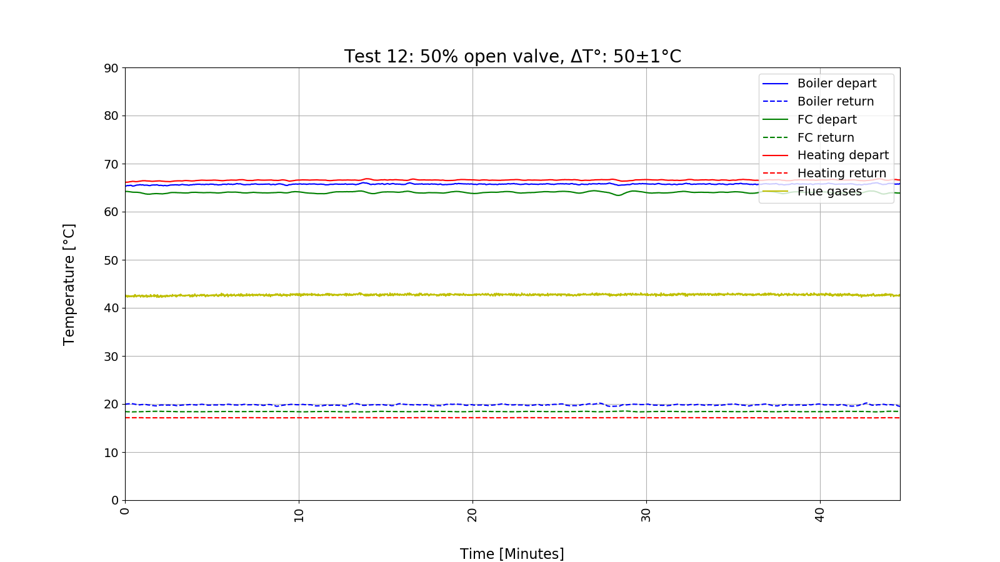 Test 12: 50% open valve, ΔT°: 50±1°C
90
80
70
60
50
40
30
20
10
0
Temperature [°C]
Boiler depart
Boiler return
FC depart
FC return
Heating depart
Heating return
Flue gases
0
10
20
30
40
Time [Minutes]